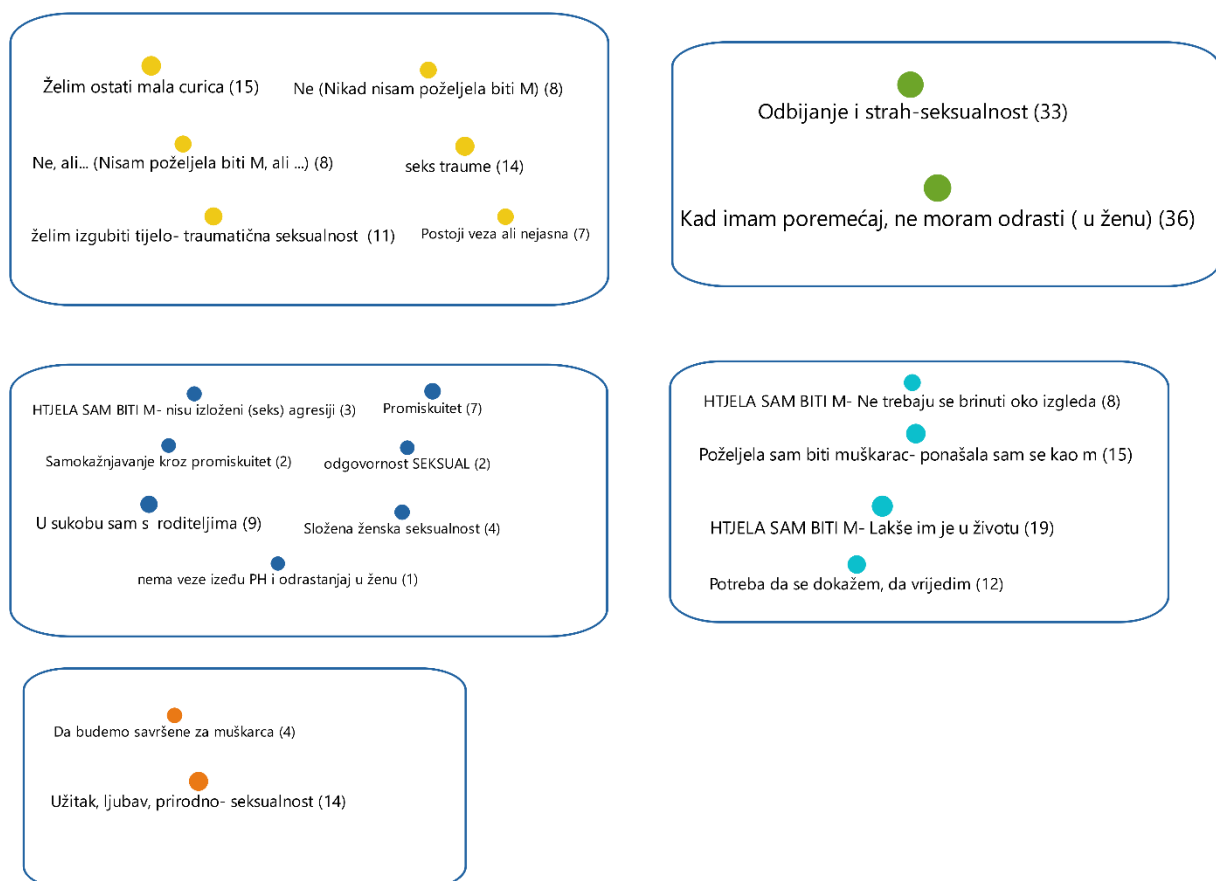 Želim ostati mala curica (15)
Ne (Nikad nisam poželjela biti M) (8)
Ne, ali... (Nisam poželjela biti M, ali ...) (8)
seks traume (14)
želim izgubiti tijelo- traumatična seksualnost  (11)
Postoji veza ali nejasna (7)
Odbijanje i strah-seksualnost (33)
Kad imam poremećaj, ne moram odrasti ( u ženu) (36)
HTJELA SAM BITI M- nisu izloženi (seks) agresiji (3)
Promiskuitet (7)
Samokažnjavanje kroz promiskuitet (2)
odgovornost SEKSUAL (2)
U sukobu sam s  roditeljima (9)
Složena ženska seksualnost (4)
nema veze izeđu PH i odrastanjaj u ženu (1)
HTJELA SAM BITI M- Ne trebaju se brinuti oko izgleda (8)
Poželjela sam biti muškarac- ponašala sam se kao m (15)
HTJELA SAM BITI M- Lakše im je u životu (19)
Potreba da se dokažem, da vrijedim (12)
Da budemo savršene za muškarca (4)
Užitak, ljubav, prirodno- seksualnost (14)